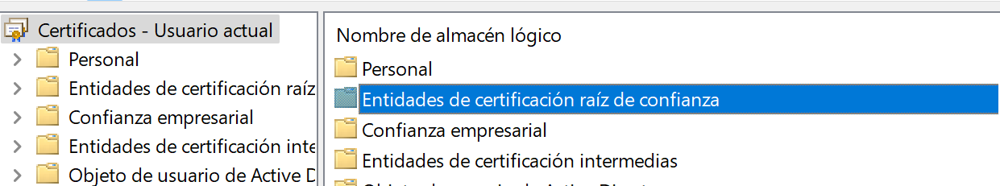 Certificados - Usuario actual
Personal
Entidades de certificación raíz
Confianza empresarial
Entidades de certificación inte
Objeto de usuario de Active D
Nombre de almacén lógico
Personal
Entidades de certificación raíz de confianza
Confianza empresarial
Entidades de certificación intermedias